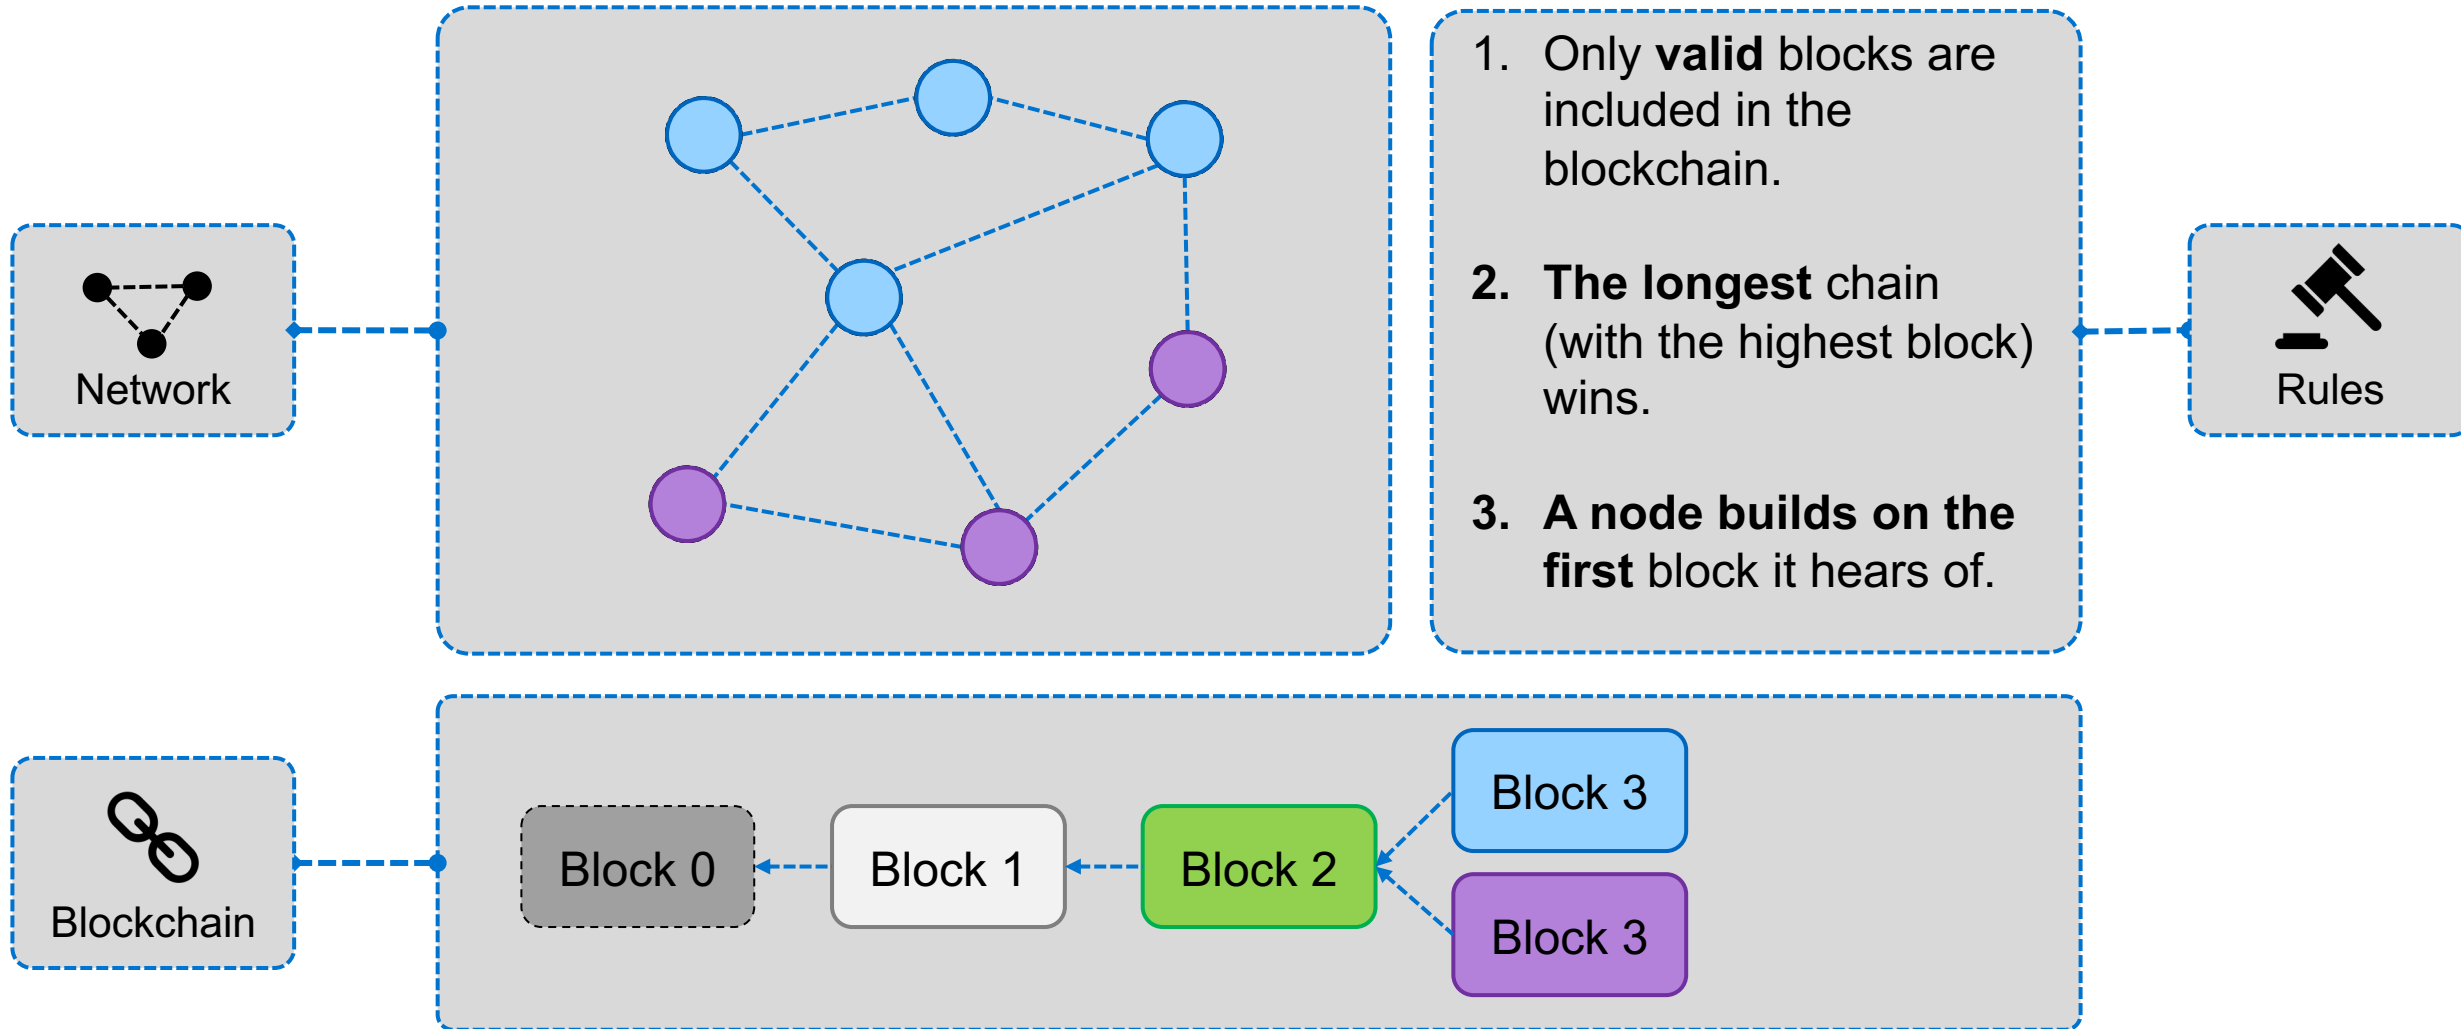 Network
1. Only valid blocks are
included in the
blockchain.
2. The longest chain
(with the highest block)
wins.
3. A node builds on the
first block it hears of.
Rules
Blockchain
Block 0
Block 1
Block 2
Block 3
Block 3